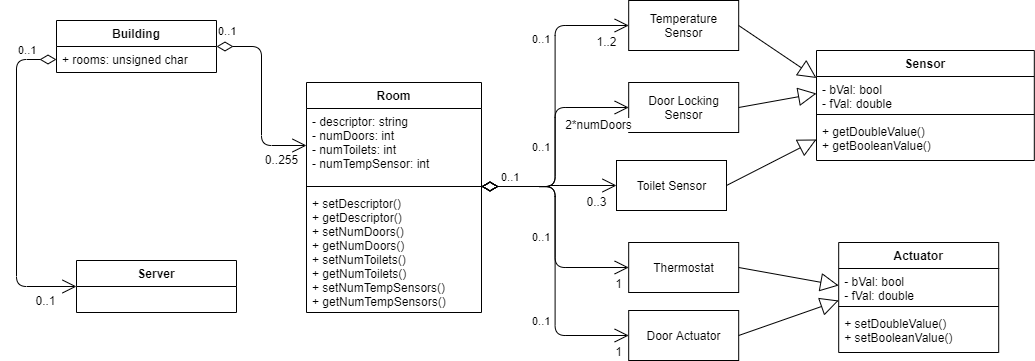 Building
+ rooms: unsigned char
0..1
0..1
0..255
0..1
Server
Room
- descriptor: string
- numDoors: int
- numToilets: int
- numTempSensor: int
+ setDescriptor()
+ getDescriptor()
+ setNumDoors()
+ getNumDoors()
+ setNumToilets()
+ getNumToilets()
+ setNumTempSensors()
+ getNumTempSensors()
0..1
0..1
1..2
Temperature
Sensor
0..1
2*numDoors
Door Locking
Sensor
0..3
Toilet Sensor
0..1
1
Thermostat
0..1
1
Door Actuator
Sensor
- bVal: bool
- fVal: double
+ getDoubleValue()
+ getBooleanValue()
Actuator
- bVal: bool
- fVal: double
+ setDoubleValue()
+ setBooleanValue()